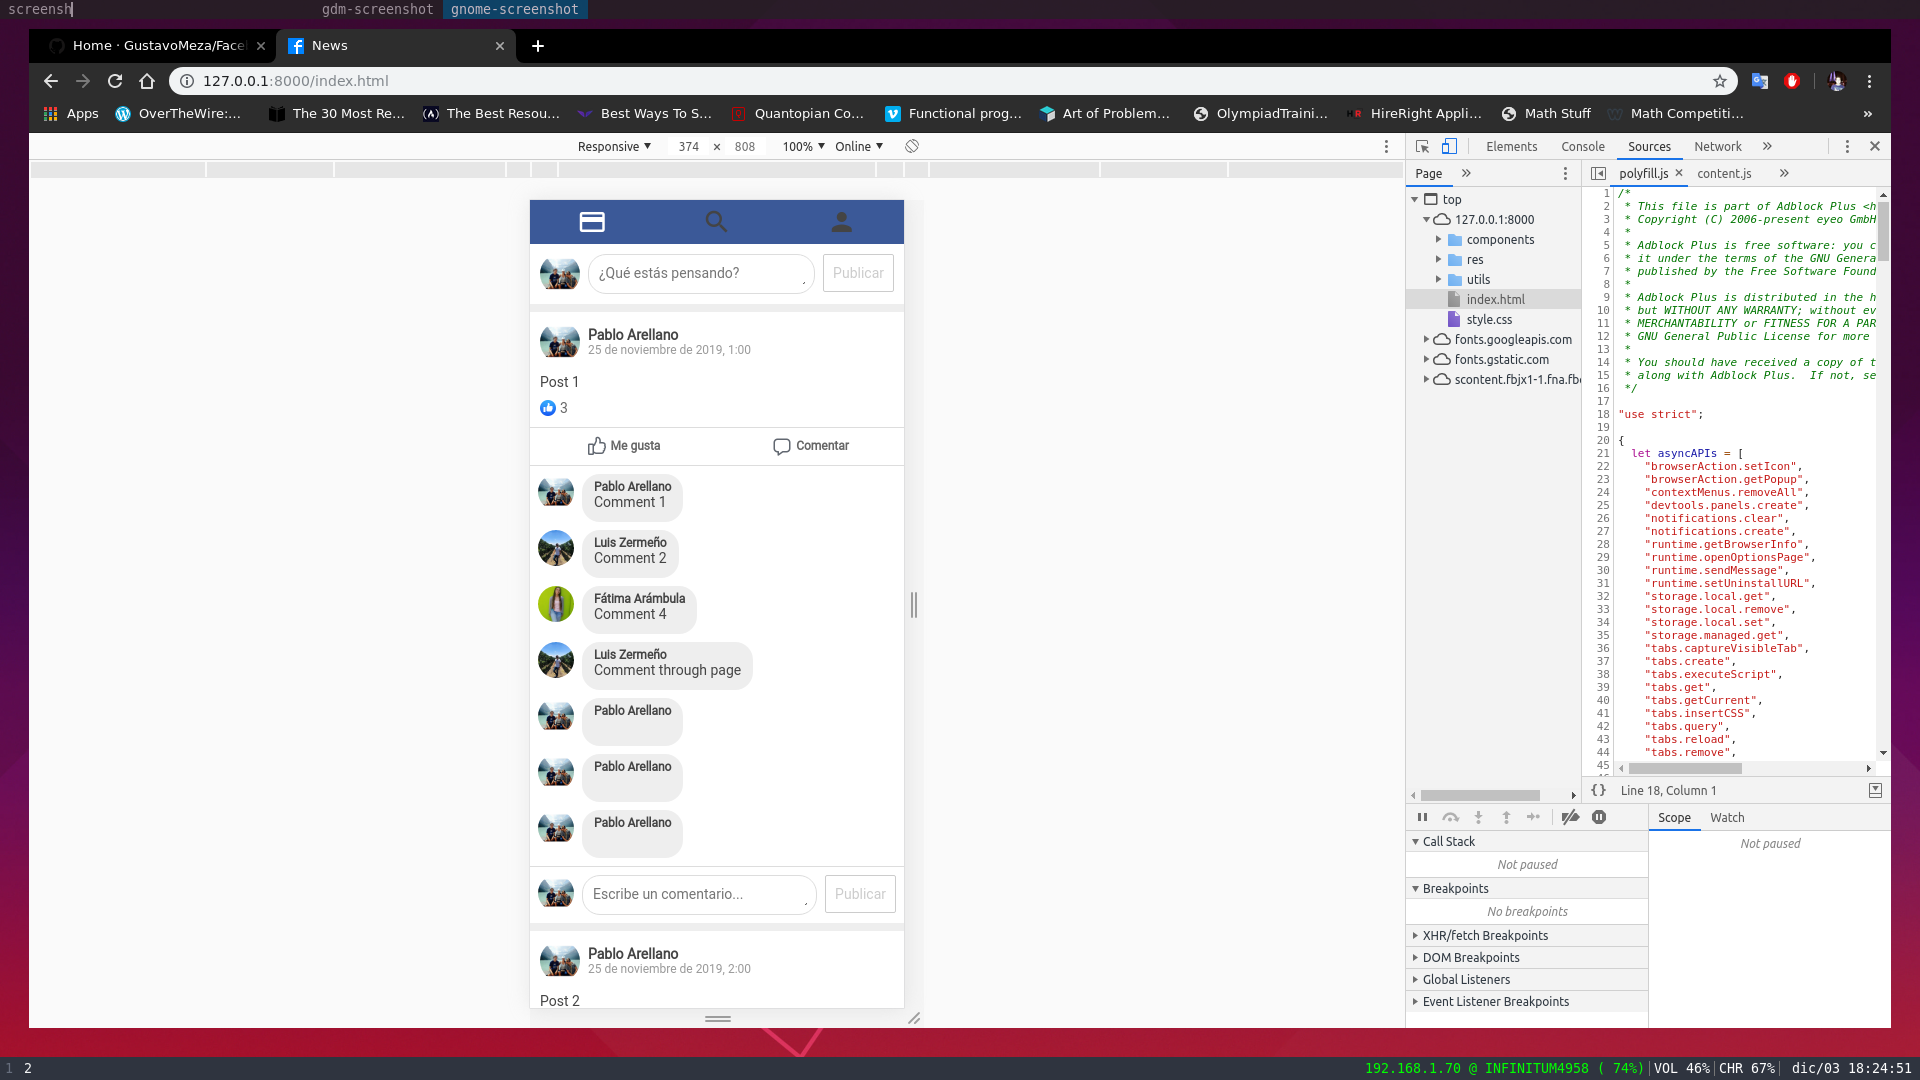 screensh gdm-screenshot gnome-screenshot
Home · GustavoMeza/Face
News
127.0.0.1:8000/index.html
Apps OverTheWire:... The 30 Most Re... The Best Resou... Best Ways To S... Quantopian Co... Functional prog... Art of Problem... OlympiadTraini... HireRight Appli... Math Stuff Math Competiti... »
Responsive 374 × 808 100% Online
Elements Console Sources Network »
Page »
polyfill.js content.js »
top
127.0.0.1:8000
components
res
utils
index.html
style.css
fonts.googleapis.com
fonts.gstatic.com
scontent.fbjx1-1.fna.fbc
¿Qué estás pensando? Publicar
Pablo Arellano
25 de noviembre de 2019, 1:00
Post 1
3
Me gusta Comentar
Pablo Arellano
Comment 1
Luis Zermeño
Comment 2
Fátima Arámbula
Comment 4
Luis Zermeño
Comment through page
Pablo Arellano
Pablo Arellano
Pablo Arellano
Escribe un comentario... Publicar
Pablo Arellano
25 de noviembre de 2019, 2:00
Post 2
1 /*
2 * This file is part of Adblock Plus <h
3 * Copyright (C) 2006-present eyeo GmbH
4 *
5 * Adblock Plus is free software: you c
6 * it under the terms of the GNU Genera
7 * published by the Free Software Found
8 *
9 * Adblock Plus is distributed in the h
10 * but WITHOUT ANY WARRANTY; without ev
11 * MERCHANTABILITY or FITNESS FOR A PAR
12 * GNU General Public License for more
13 *
14 * You should have received a copy of t
15 * along with Adblock Plus.  If not, se
16 */
17
18 "use strict";
19
20 {
21 let asyncAPIs = [
22 "browserAction.setIcon",
23 "browserAction.getPopup",
24 "contextMenus.removeAll",
25 "devtools.panels.create",
26 "notifications.clear",
27 "notifications.create",
28 "runtime.getBrowserInfo",
29 "runtime.openOptionsPage",
30 "runtime.sendMessage",
31 "runtime.setUninstallURL",
32 "storage.local.get",
33 "storage.local.remove",
34 "storage.local.set",
35 "storage.managed.get",
36 "tabs.captureVisibleTab",
37 "tabs.create",
38 "tabs.executeScript",
39 "tabs.get",
40 "tabs.getCurrent",
41 "tabs.insertCSS",
42 "tabs.query",
43 "tabs.reload",
44 "tabs.remove",
45
{} Line 18, Column 1
Call Stack
Not paused
Breakpoints
No breakpoints
XHR/fetch Breakpoints
DOM Breakpoints
Global Listeners
Event Listener Breakpoints
Scope Watch
Not paused
1 2
192.168.1.70 @ INFINITUM4958 ( 74%) VOL 46% CHR 67% dic/03 18:24:51